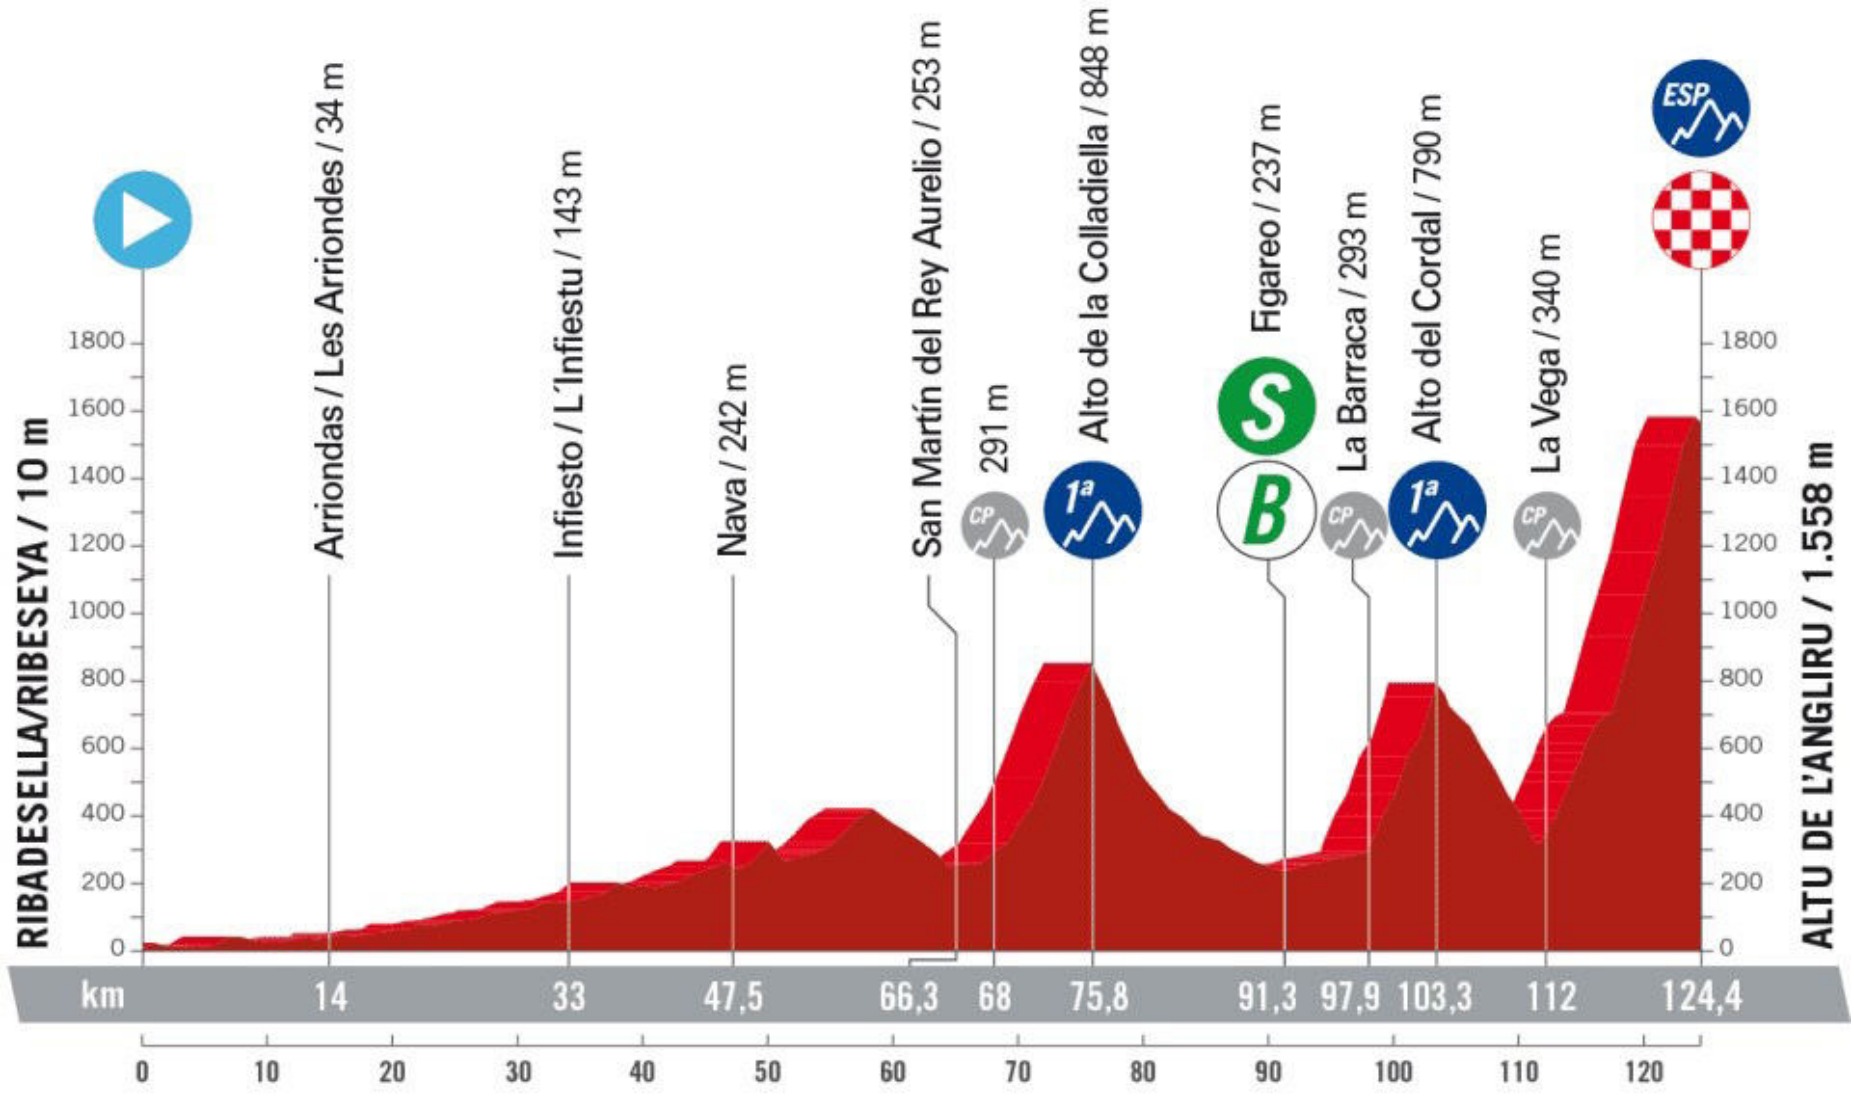 RIBADESELLA/RIBESEYA / 10 m
Arriondas / Les Arriondes / 34 m
Infiesto / L´Infiestu / 143 m
Nava / 242 m
San Martín del Rey Aurelio / 253 m
291 m
CP
Alto de la Colladiella / 848 m
1ª
Figareo / 237 m
S
B
La Barraca / 293 m
CP
Alto del Cordal / 790 m
1ª
La Vega / 340 m
CP
ESP
ALTU DE L'ANGLIRU / 1.558 m
1800
1600
1400
1200
1000
800
600
400
200
0
1800
1600
1400
1200
1000
800
600
400
200
0
km 14 33 47,5 66,3 68 75,8 91,3 97,9 103,3 112 124,4
0 10 20 30 40 50 60 70 80 90 100 110 120